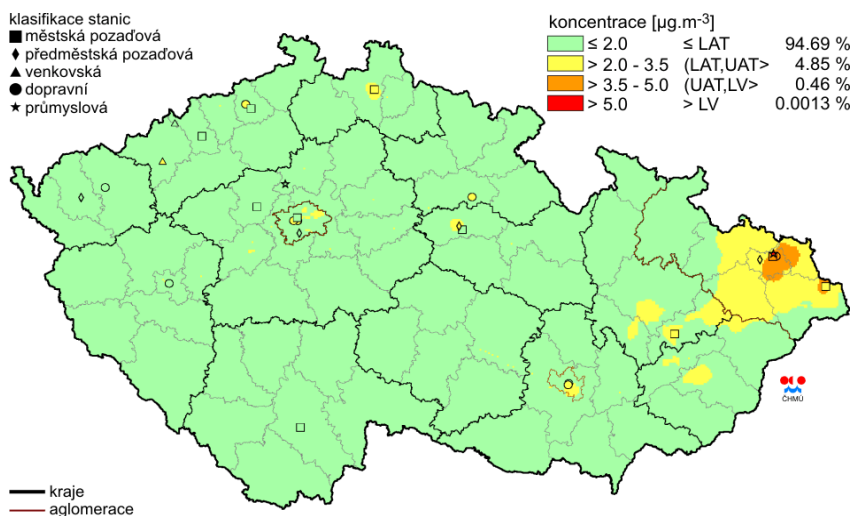 klasifikace stanic
městská pozaďová
předměstská pozaďová
venkovská
dopravní
průmyslová
koncentrace [µg.m-3]
≤ 2.0 ≤ LAT 94.69 %
> 2.0 - 3.5 (LAT,UAT> 4.85 %
> 3.5 - 5.0 (UAT,LV> 0.46 %
> 5.0 > LV 0.0013 %
ČHMÚ
kraje
aglomerace